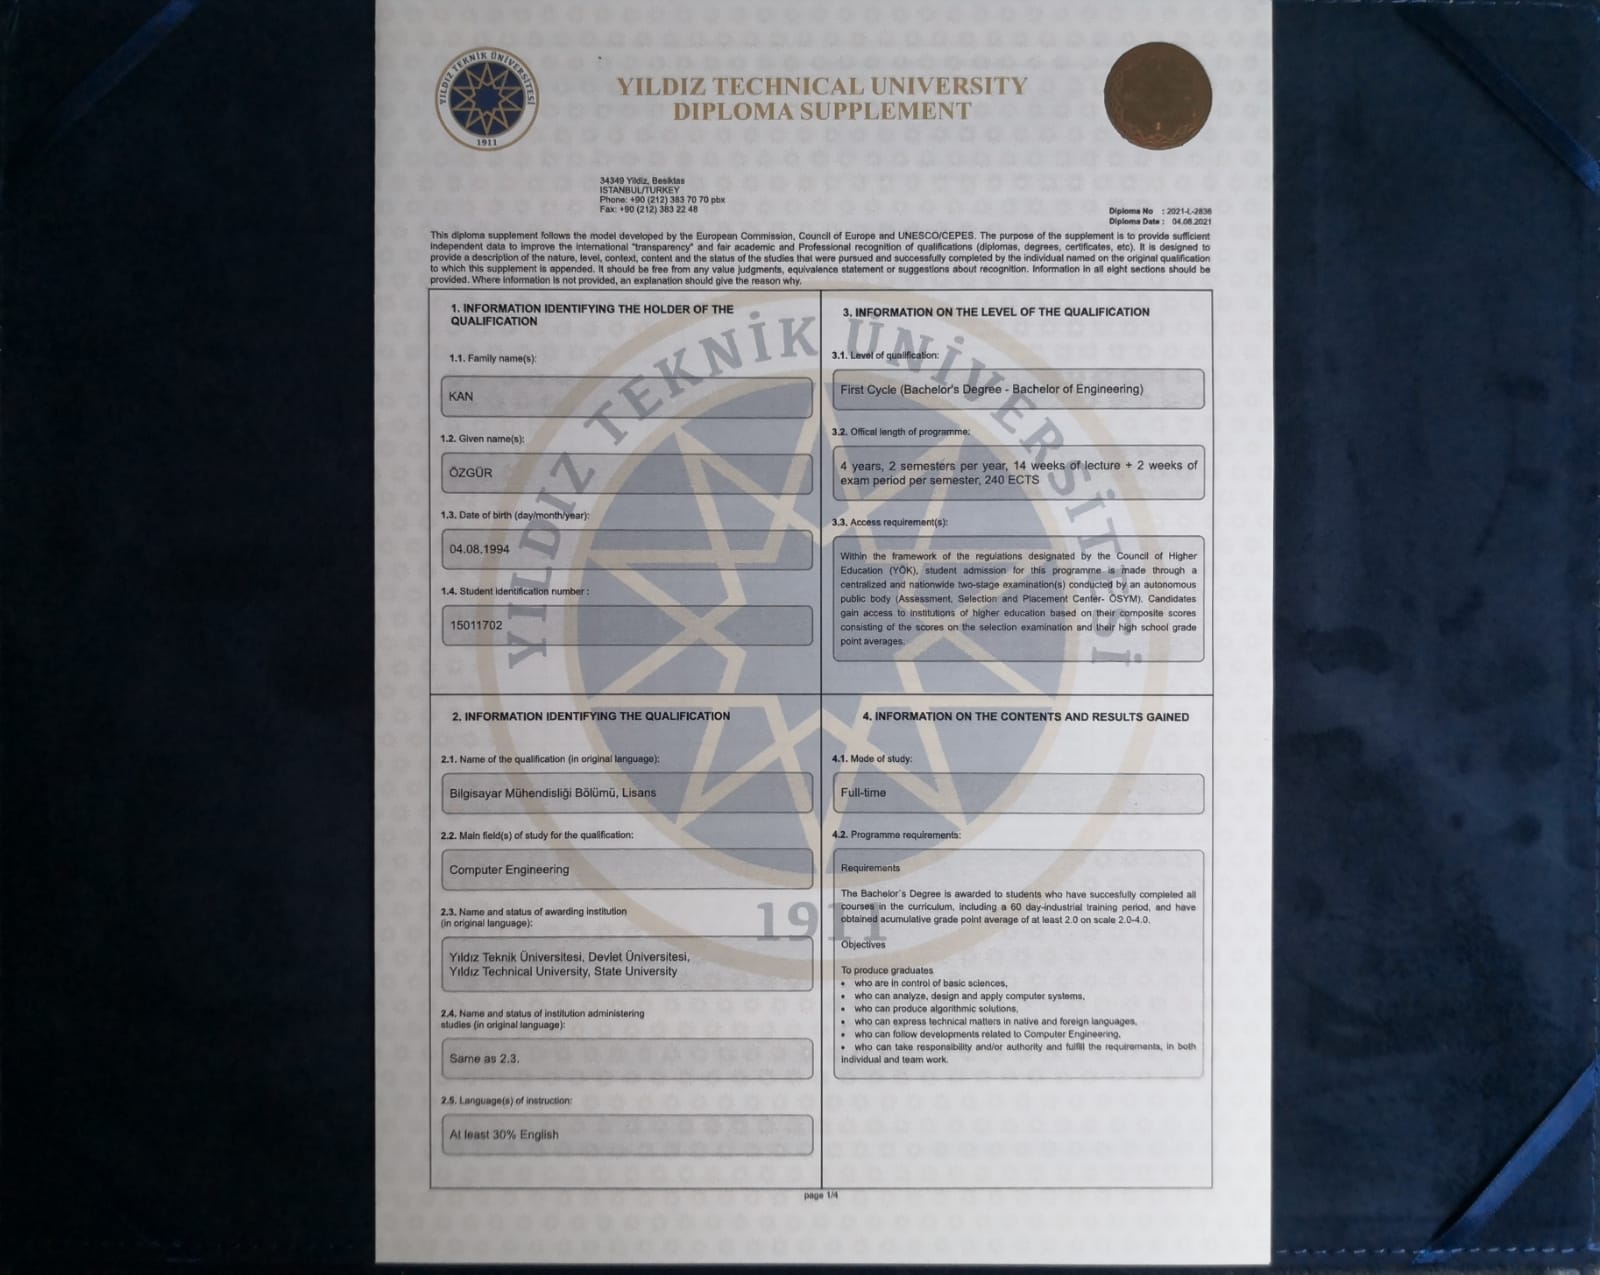 YILDIZ TEKNİK ÜNİVERSİTESİ
1911
YILDIZ TECHNICAL UNIVERSITY
DIPLOMA SUPPLEMENT
34349 Yildiz, Besiktas
ISTANBUL/TURKEY
Phone: +90 (212) 383 70 70 pbx
Fax: +90 (212) 383 22 48
Diploma No : 2021-L-2836
Diploma Date : 04.08.2021
This diploma supplement follows the model developed by the European Commission, Council of Europe and UNESCO/CEPES. The purpose of the supplement is to provide sufficient
independent data to improve the international "transparency" and fair academic and Professional recognition of qualifications (diplomas, degrees, certificates, etc). It is designed to
provide a description of the nature, level, context, content and the status of the studies that were pursued and successfully completed by the individual named on the original qualification
to which this supplement is appended. It should be free from any value judgments, equivalence statement or suggestions about recognition. Information in all eight sections should be
provided. Where information is not provided, an explanation should give the reason why.
1. INFORMATION IDENTIFYING THE HOLDER OF THE
QUALIFICATION
1.1. Family name(s):
KAN
1.2. Given name(s):
ÖZGÜR
1.3. Date of birth (day/month/year):
04.08.1994
1.4. Student identification number :
15011702
2. INFORMATION IDENTIFYING THE QUALIFICATION
2.1. Name of the qualification (in original language):
Bilgisayar Mühendisliği Bölümü, Lisans
2.2. Main field(s) of study for the qualification:
Computer Engineering
2.3. Name and status of awarding institution
(in original language):
Yıldız Teknik Üniversitesi, Devlet Üniversitesi,
Yıldız Technical University, State University
2.4. Name and status of institution administering
studies (in original language):
Same as 2.3.
2.5. Language(s) of instruction:
At least 30% English
3. INFORMATION ON THE LEVEL OF THE QUALIFICATION
3.1. Level of qualification:
First Cycle (Bachelor's Degree - Bachelor of Engineering)
3.2. Offical length of programme:
4 years, 2 semesters per year, 14 weeks of lecture + 2 weeks of
exam period per semester, 240 ECTS
3.3. Access requirement(s):
Within the framework of the regulations designated by the Council of Higher
Education (YÖK), student admission for this programme is made through a
centralized and nationwide two-stage examination(s) conducted by an autonomous
public body (Assessment, Selection and Placement Center- ÖSYM). Candidates
gain access to institutions of higher education based on their composite scores
consisting of the scores on the selection examination and their high school grade
point averages.
4. INFORMATION ON THE CONTENTS AND RESULTS GAINED
4.1. Mode of study:
Full-time
4.2. Programme requirements:
Requirements
The Bachelor's Degree is awarded to students who have succesfully completed all
courses in the curriculum, including a 60 day-industrial training period, and have
obtained acumulative grade point average of at least 2.0 on scale 2.0-4.0.
Objectives
To produce graduates
• who are in control of basic sciences,
• who can analyze, design and apply computer systems,
• who can produce algorithmic solutions,
• who can express technical matters in native and foreign languages,
• who can follow developments related to Computer Engineering,
• who can take responsibility and/or authority and fulfill the requirements, in both
individual and team work.
YILDIZ TEKNİK ÜNİVERSİTESİ
1911
page 1/4